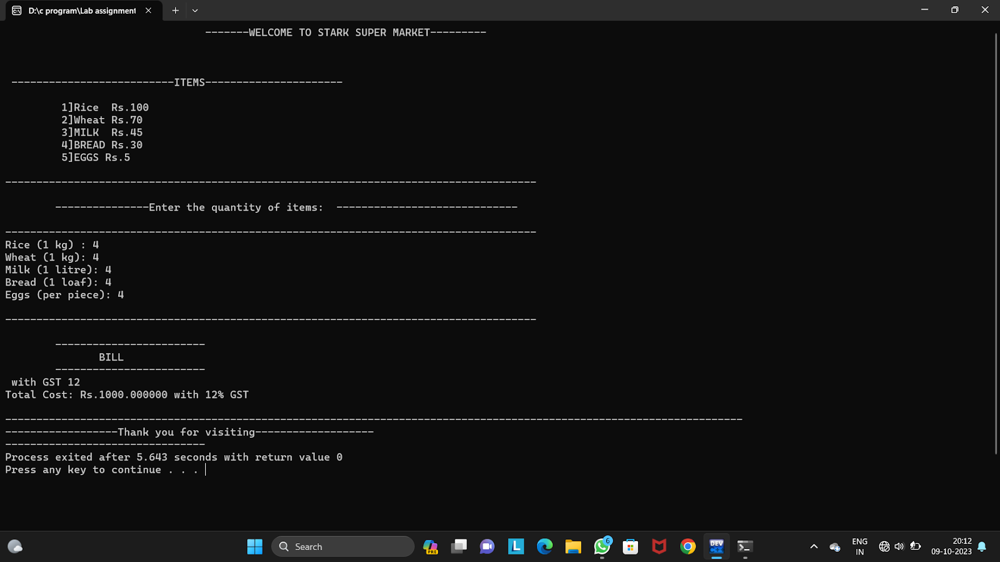 D:\c program\Lab assignment
-------WELCOME TO STARK SUPER MARKET---------
--------------------------ITEMS----------------------
1]Rice  Rs.100
2]Wheat Rs.70
3]MILK  Rs.45
4]BREAD Rs.30
5]EGGS Rs.5
-------------------------------------------------------------------------------------
---------------Enter the quantity of items:  -----------------------------
-------------------------------------------------------------------------------------
Rice (1 kg) : 4
Wheat (1 kg): 4
Milk (1 litre): 4
Bread (1 loaf): 4
Eggs (per piece): 4
-------------------------------------------------------------------------------------
------------------------
BILL
------------------------
with GST 12
Total Cost: Rs.1000.000000 with 12% GST
----------------------------------------------------------------------------------------------------------------------
------------------Thank you for visiting-------------------
--------------------------------
Process exited after 5.643 seconds with return value 0
Press any key to continue . . .
Search
PRE
L
6
DEV
ENG
IN
20:12
09-10-2023